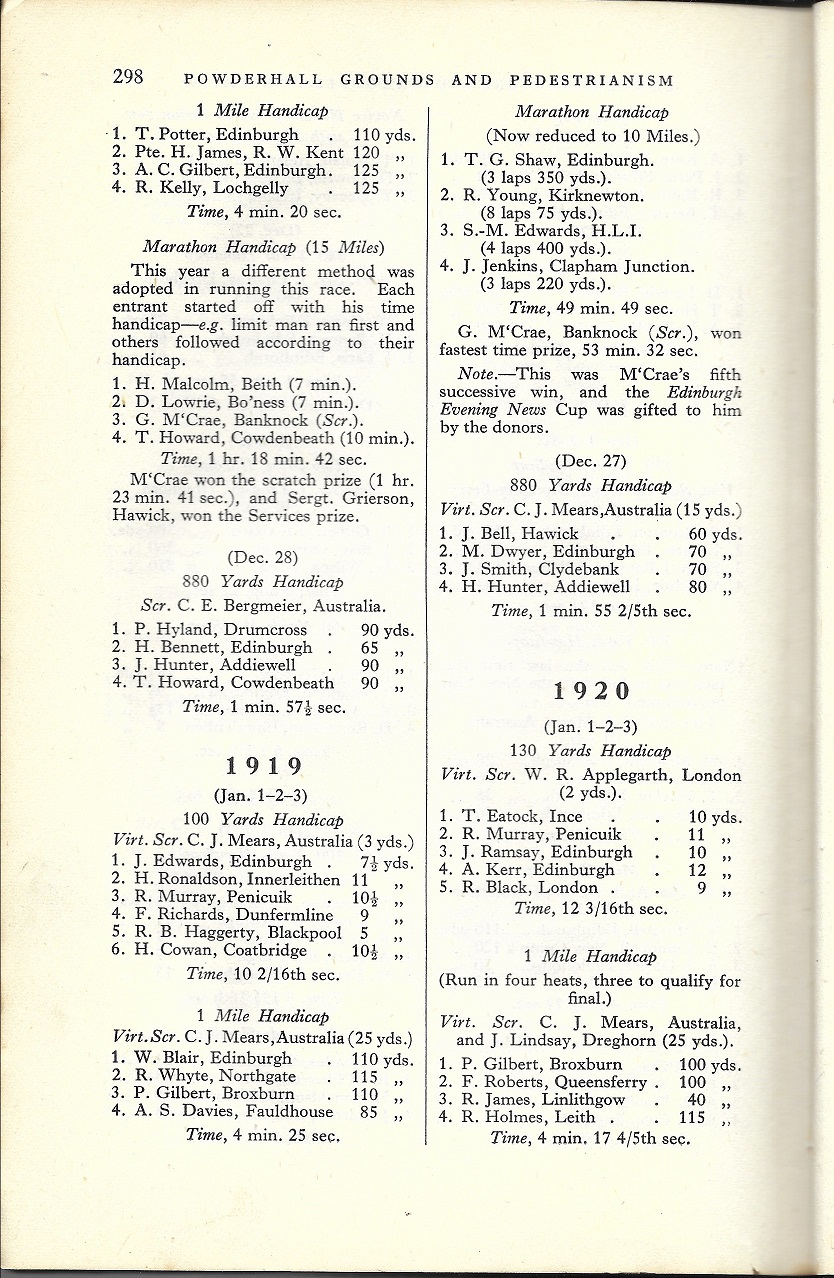 298 POWDERHALL GROUNDS AND PEDESTRIANISM
1 Mile Handicap
1. T. Potter, Edinburgh . 110 yds.
2. Pte. H. James, R. W. Kent 120 „
3. A. C. Gilbert, Edinburgh. 125 „
4. R. Kelly, Lochgelly . 125 „
Time, 4 min. 20 sec.
Marathon Handicap (15 Miles)
This year a different method was
adopted in running this race. Each
entrant started off with his time
handicap—e.g. limit man ran first and
others followed according to their
handicap.
1. H. Malcolm, Beith (7 min.).
2. D. Lowrie, Bo'ness (7 min.).
3. G. M‘Crae, Banknock (Scr.).
4. T. Howard, Cowdenbeath (10 min.).
Time, 1 hr. 18 min. 42 sec.
M‘Crae won the scratch prize (1 hr.
23 min. 41 sec.), and Sergt. Grierson,
Hawick, won the Services prize.
(Dec. 28)
880 Yards Handicap
Scr. C. E. Bergmeier, Australia.
1. P. Hyland, Drumcross . 90 yds.
2. H. Bennett, Edinburgh . 65 „
3. J. Hunter, Addiewell . 90 „
4. T. Howard, Cowdenbeath 90 „
Time, 1 min. 57½ sec.
1919
(Jan. 1–2–3)
100 Yards Handicap
Virt. Scr. C. J. Mears, Australia (3 yds.)
1. J. Edwards, Edinburgh . 7½ yds.
2. H. Ronaldson, Innerleithen 11 „
3. R. Murray, Penicuik . 10½ „
4. F. Richards, Dunfermline 9 „
5. R. B. Haggerty, Blackpool 5 „
6. H. Cowan, Coatbridge . 10½ „
Time, 10 2/16th sec.
1 Mile Handicap
Virt. Scr. C. J. Mears, Australia (25 yds.)
1. W. Blair, Edinburgh . 110 yds.
2. R. Whyte, Northgate . 115 „
3. P. Gilbert, Broxburn . 110 „
4. A. S. Davies, Fauldhouse 85 „
Time, 4 min. 25 sec.
Marathon Handicap
(Now reduced to 10 Miles.)
1. T. G. Shaw, Edinburgh.
(3 laps 350 yds.).
2. R. Young, Kirknewton.
(8 laps 75 yds.).
3. S.-M. Edwards, H.L.I.
(4 laps 400 yds.).
4. J. Jenkins, Clapham Junction.
(3 laps 220 yds.).
Time, 49 min. 49 sec.
G. M‘Crae, Banknock (Scr.), won
fastest time prize, 53 min. 32 sec.
Note.—This was M‘Crae's fifth
successive win, and the Edinburgh
Evening News Cup was gifted to him
by the donors.
(Dec. 27)
880 Yards Handicap
Virt. Scr. C. J. Mears, Australia (15 yds.)
1. J. Bell, Hawick . . 60 yds.
2. M. Dwyer, Edinburgh . 70 „
3. J. Smith, Clydebank . 70 „
4. H. Hunter, Addiewell . 80 „
Time, 1 min. 55 2/5th sec.
1920
(Jan. 1–2–3)
130 Yards Handicap
Virt. Scr. W. R. Applegarth, London
(2 yds.).
1. T. Eatock, Ince . . 10 yds.
2. R. Murray, Penicuik . 11 „
3. J. Ramsay, Edinburgh . 10 „
4. A. Kerr, Edinburgh . 12 „
5. R. Black, London . . 9 „
Time, 12 3/16th sec.
1 Mile Handicap
(Run in four heats, three to qualify for
final.)
Virt. Scr. C. J. Mears, Australia,
and J. Lindsay, Dreghorn (25 yds.).
1. P. Gilbert, Broxburn . 100 yds.
2. F. Roberts, Queensferry . 100 „
3. R. James, Linlithgow . 40 „
4. R. Holmes, Leith . . 115 „
Time, 4 min. 17 4/5th sec.